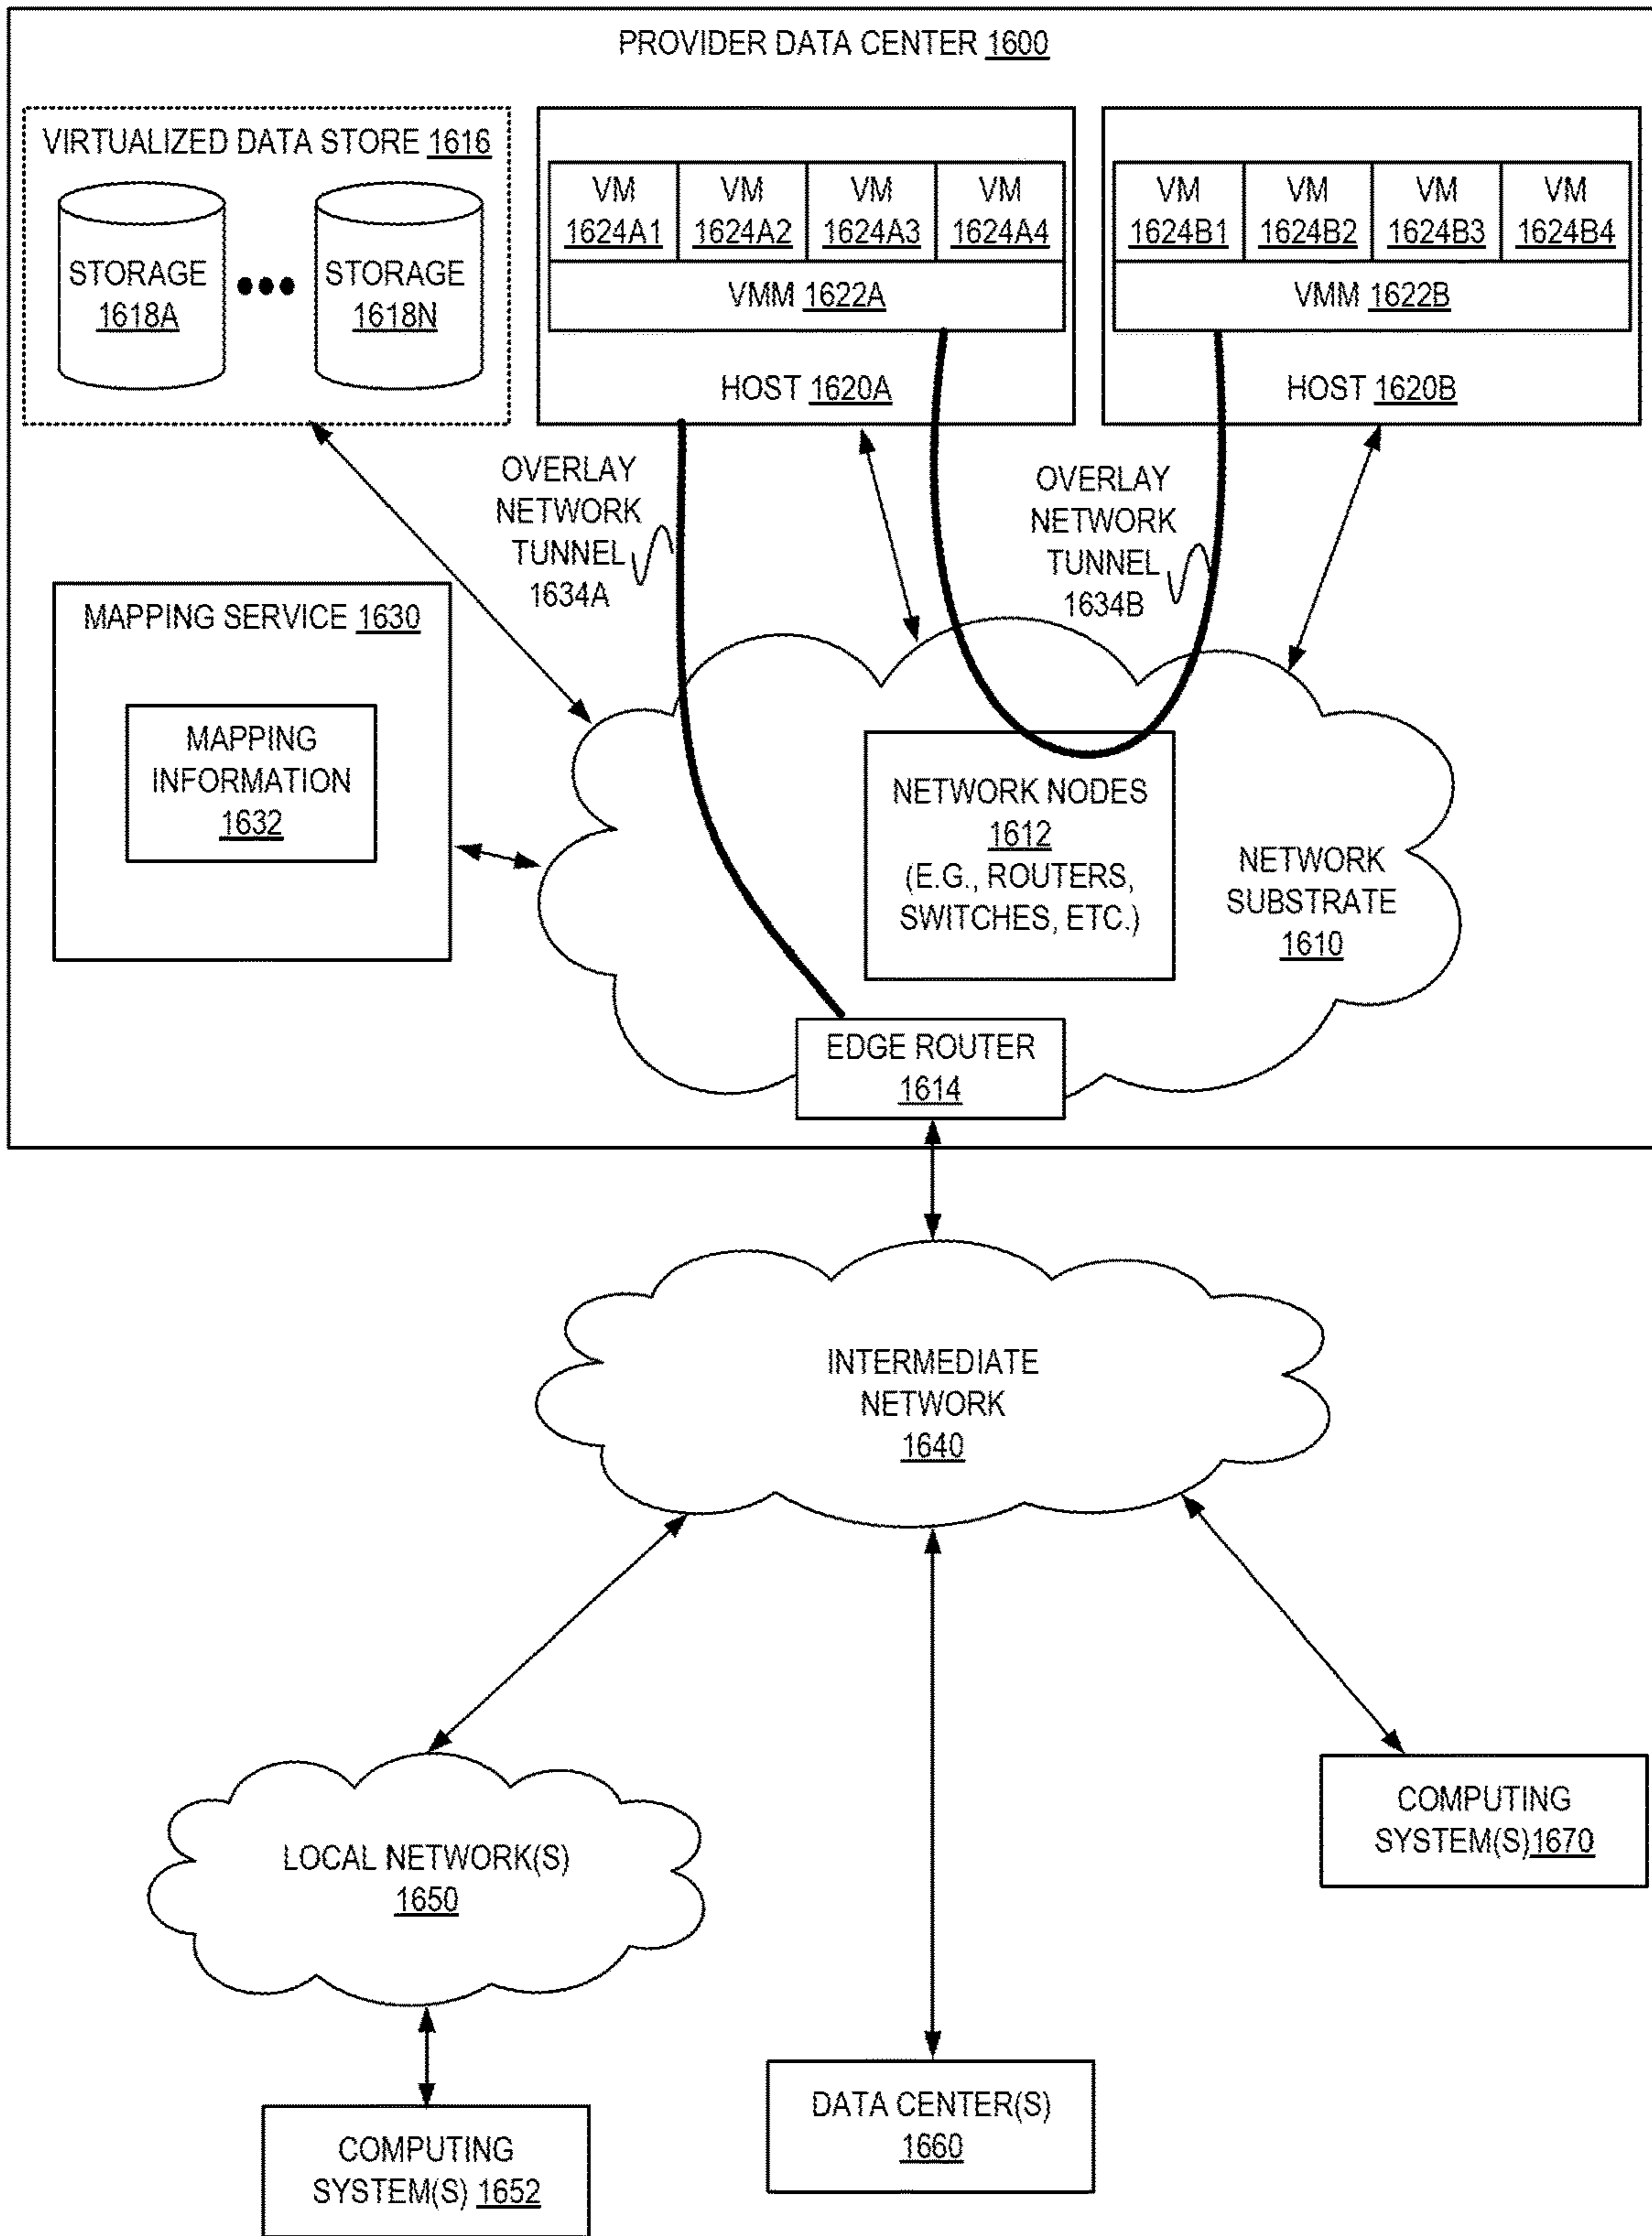 PROVIDER DATA CENTER 1600
VIRTUALIZED DATA STORE 1616
STORAGE
1618A
STORAGE
1618N
VM
1624A1
VM
1624A2
VM
1624A3
VM
1624A4
VMM 1622A
HOST 1620A
VM
1624B1
VM
1624B2
VM
1624B3
VM
1624B4
VMM 1622B
HOST 1620B
OVERLAY
NETWORK
TUNNEL
1634A
OVERLAY
NETWORK
TUNNEL
1634B
MAPPING SERVICE 1630
MAPPING
INFORMATION
1632
NETWORK NODES
1612
(E.G., ROUTERS,
SWITCHES, ETC.)
NETWORK
SUBSTRATE
1610
EDGE ROUTER
1614
INTERMEDIATE
NETWORK
1640
LOCAL NETWORK(S)
1650
COMPUTING
SYSTEM(S) 1670
COMPUTING
SYSTEM(S) 1652
DATA CENTER(S)
1660